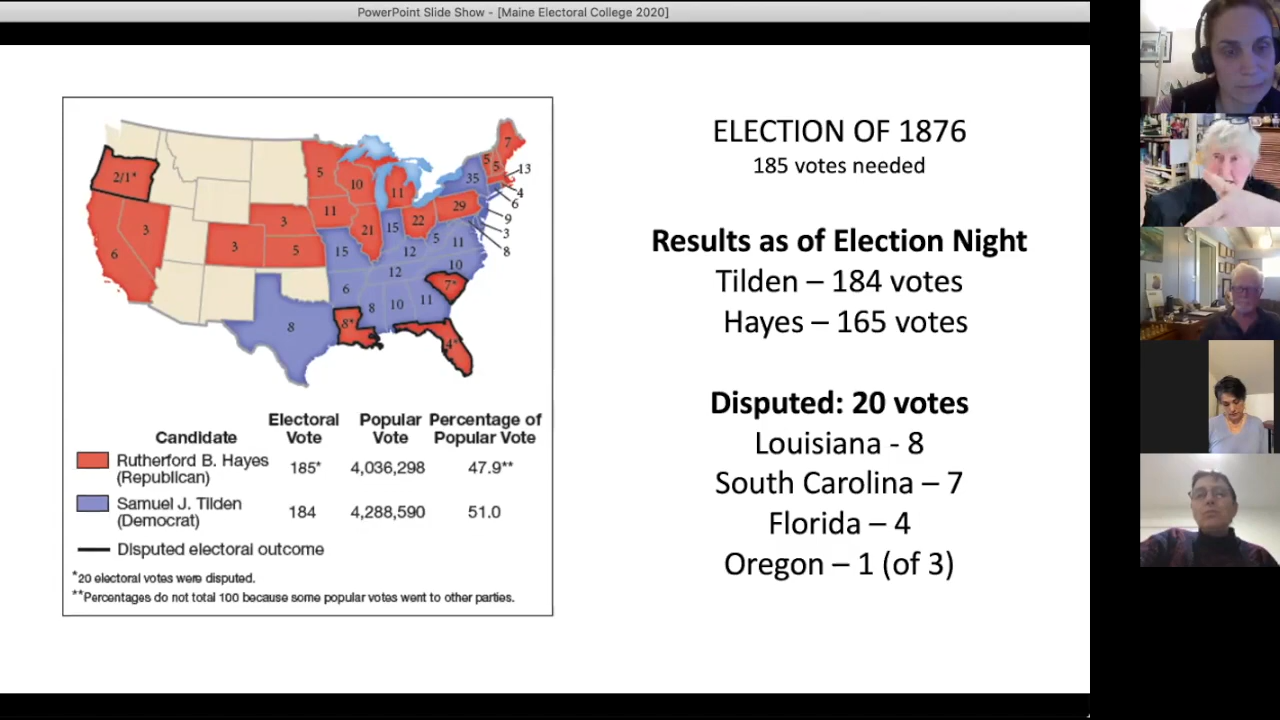 PowerPoint Slide Show - [Maine Electoral College 2020]
ELECTION OF 1876
185 votes needed
Results as of Election Night
Tilden – 184 votes
Hayes – 165 votes
Disputed: 20 votes
Louisiana - 8
South Carolina – 7
Florida – 4
Oregon – 1 (of 3)
2/1*
6
3
3
3
5
8
5
10
11
21
11
15
22
29
35
5
5
7
13
4
6
9
3
8
15
12
5
11
12
10
7*
6
8
10
11
8*
4*
Candidate Electoral Vote Popular Vote Percentage of Popular Vote
Rutherford B. Hayes (Republican) 185* 4,036,298 47.9**
Samuel J. Tilden (Democrat) 184 4,288,590 51.0
Disputed electoral outcome
*20 electoral votes were disputed.
**Percentages do not total 100 because some popular votes went to other parties.